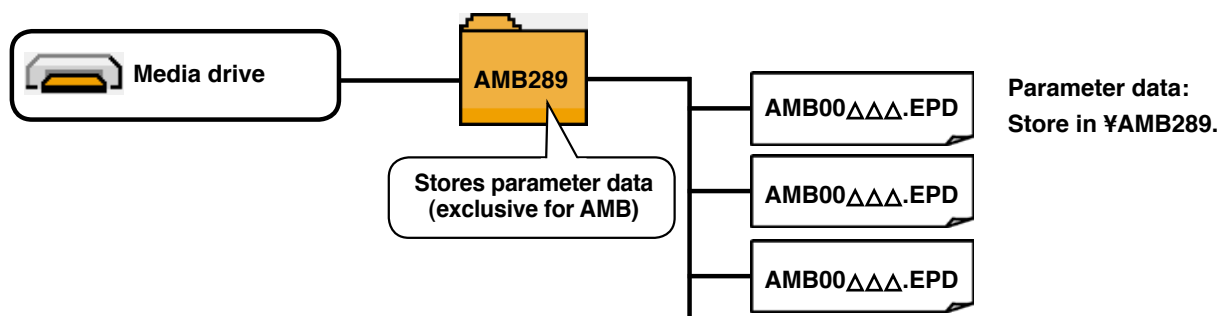 Media drive
AMB289
Stores parameter data
(exclusive for AMB)
AMB00△△△.EPD
AMB00△△△.EPD
AMB00△△△.EPD
Parameter data:
Store in ¥AMB289.